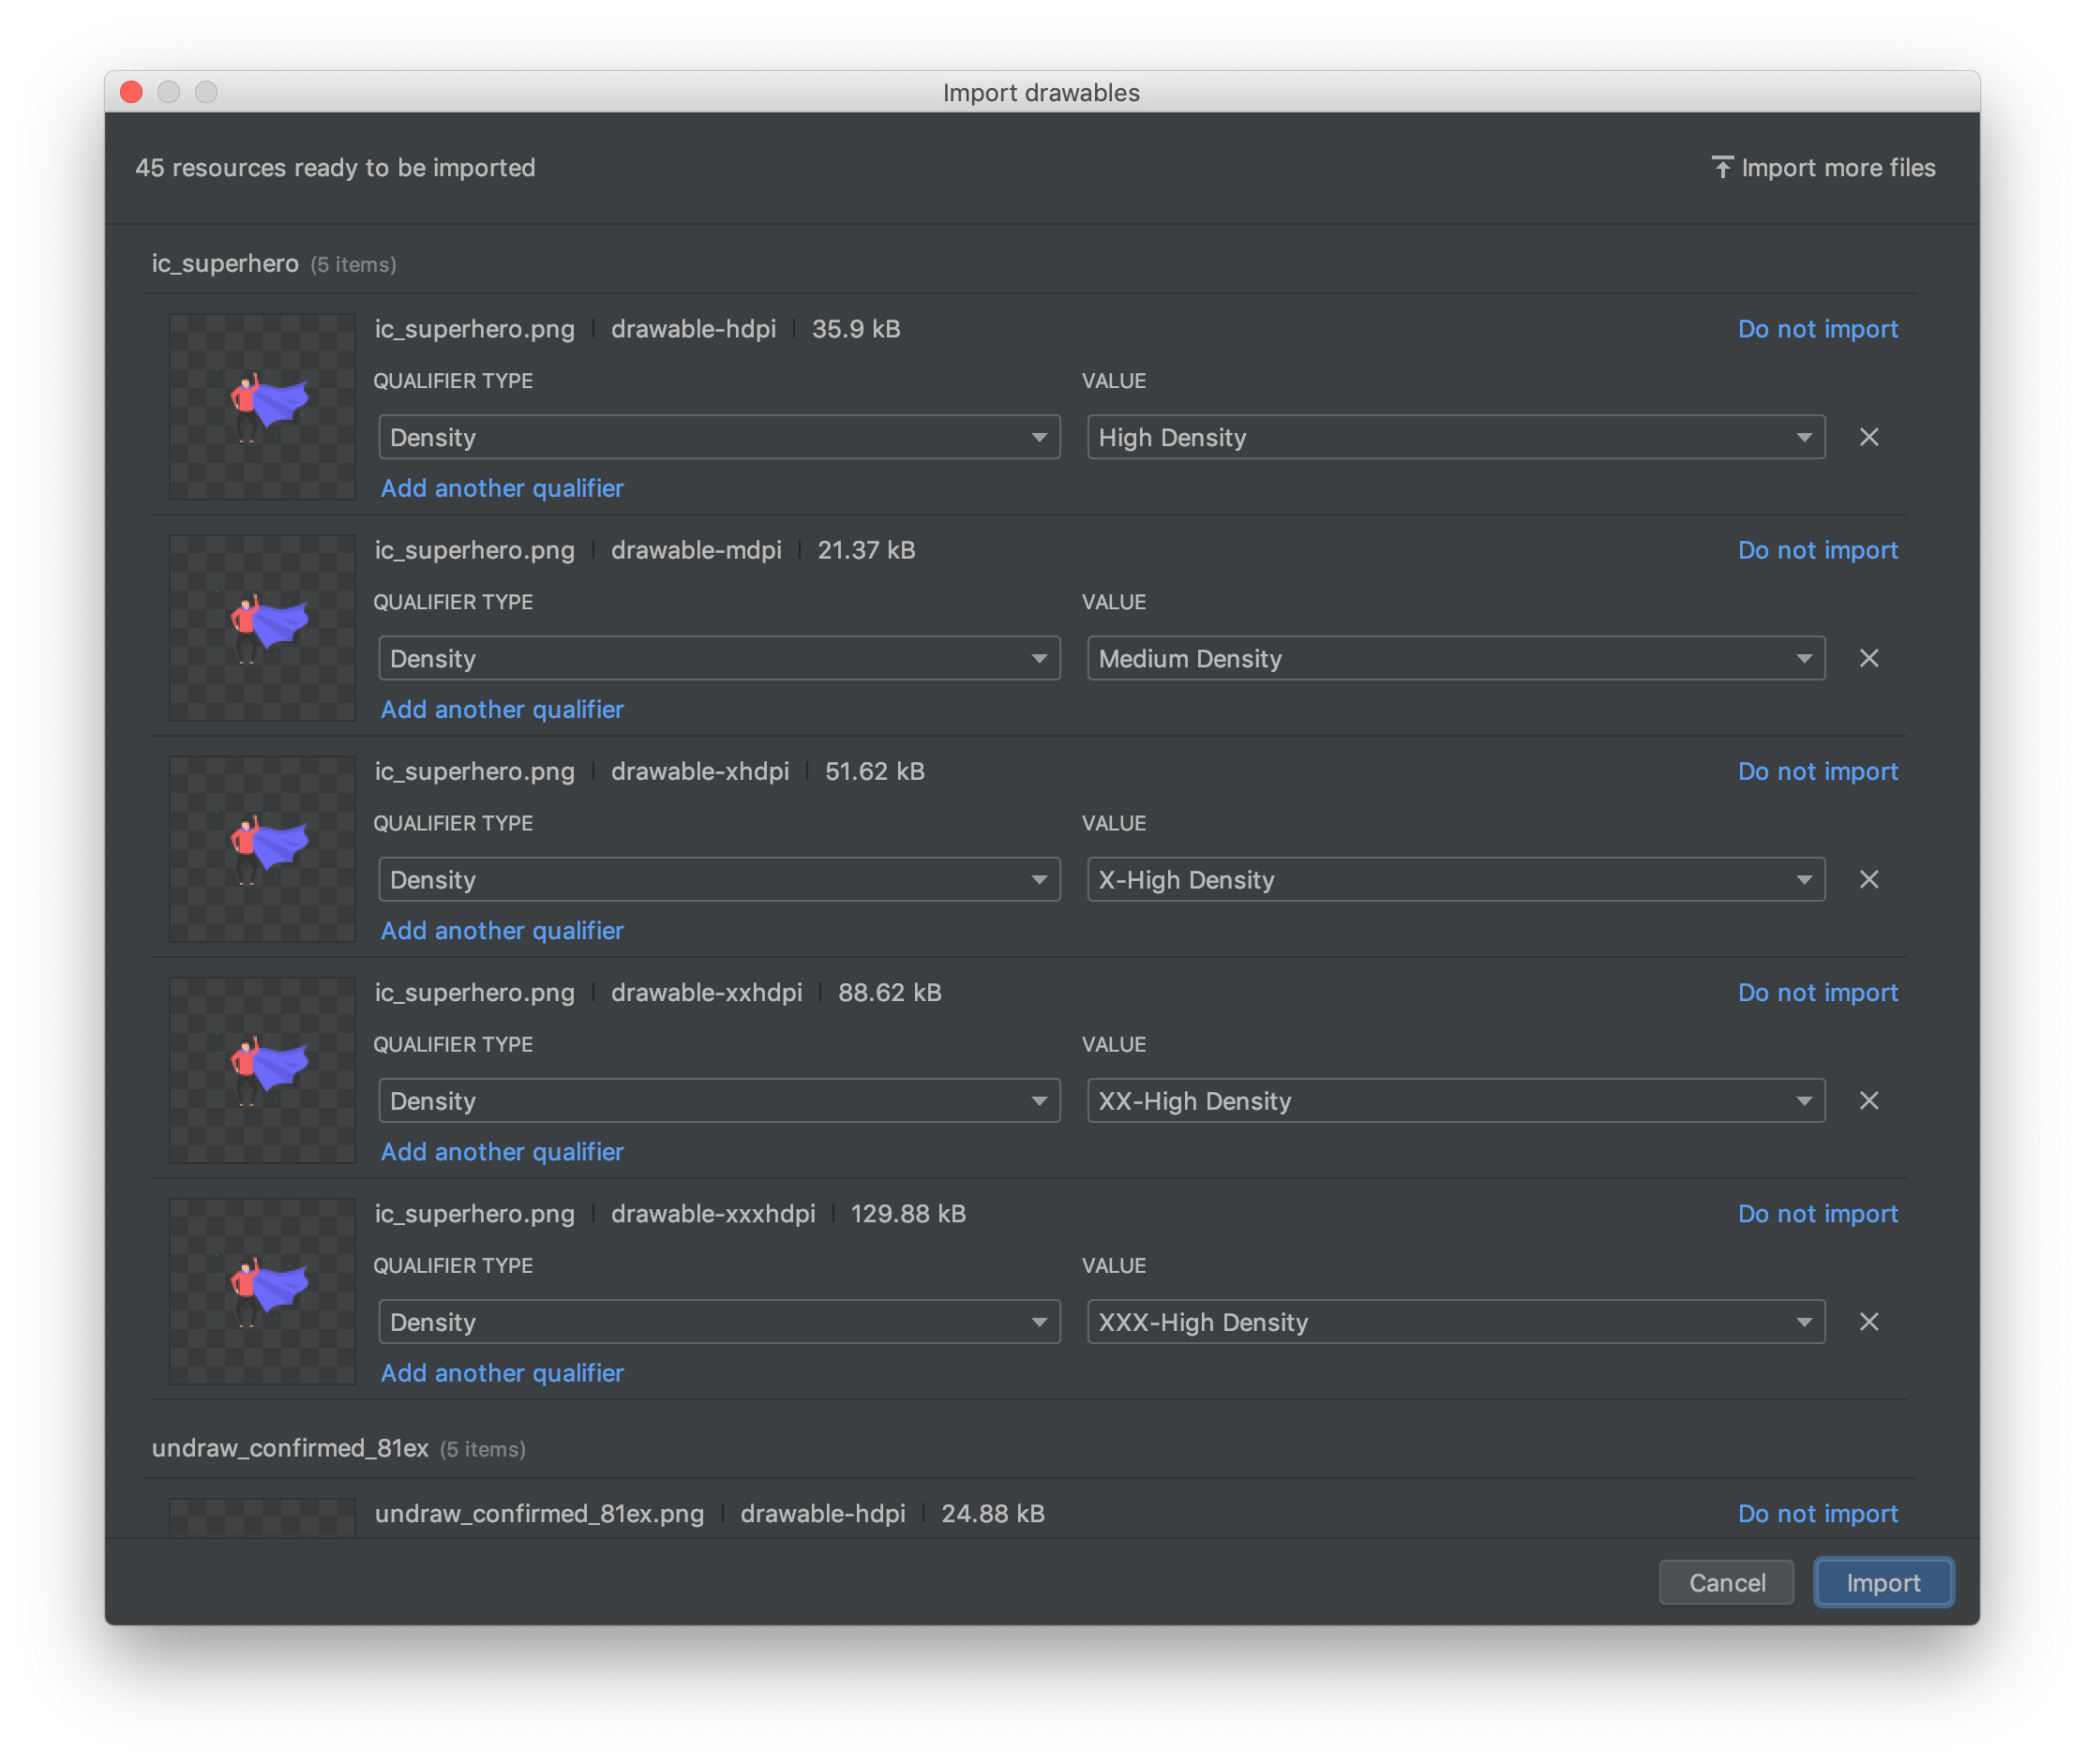 Import drawables
45 resources ready to be imported Import more files
ic_superhero (5 items)
ic_superhero.png drawable-hdpi 35.9 kB Do not import
QUALIFIER TYPE VALUE
Density High Density
Add another qualifier
ic_superhero.png drawable-mdpi 21.37 kB Do not import
QUALIFIER TYPE VALUE
Density Medium Density
Add another qualifier
ic_superhero.png drawable-xhdpi 51.62 kB Do not import
QUALIFIER TYPE VALUE
Density X-High Density
Add another qualifier
ic_superhero.png drawable-xxhdpi 88.62 kB Do not import
QUALIFIER TYPE VALUE
Density XX-High Density
Add another qualifier
ic_superhero.png drawable-xxxhdpi 129.88 kB Do not import
QUALIFIER TYPE VALUE
Density XXX-High Density
Add another qualifier
undraw_confirmed_81ex (5 items)
undraw_confirmed_81ex.png drawable-hdpi 24.88 kB Do not import
Cancel Import